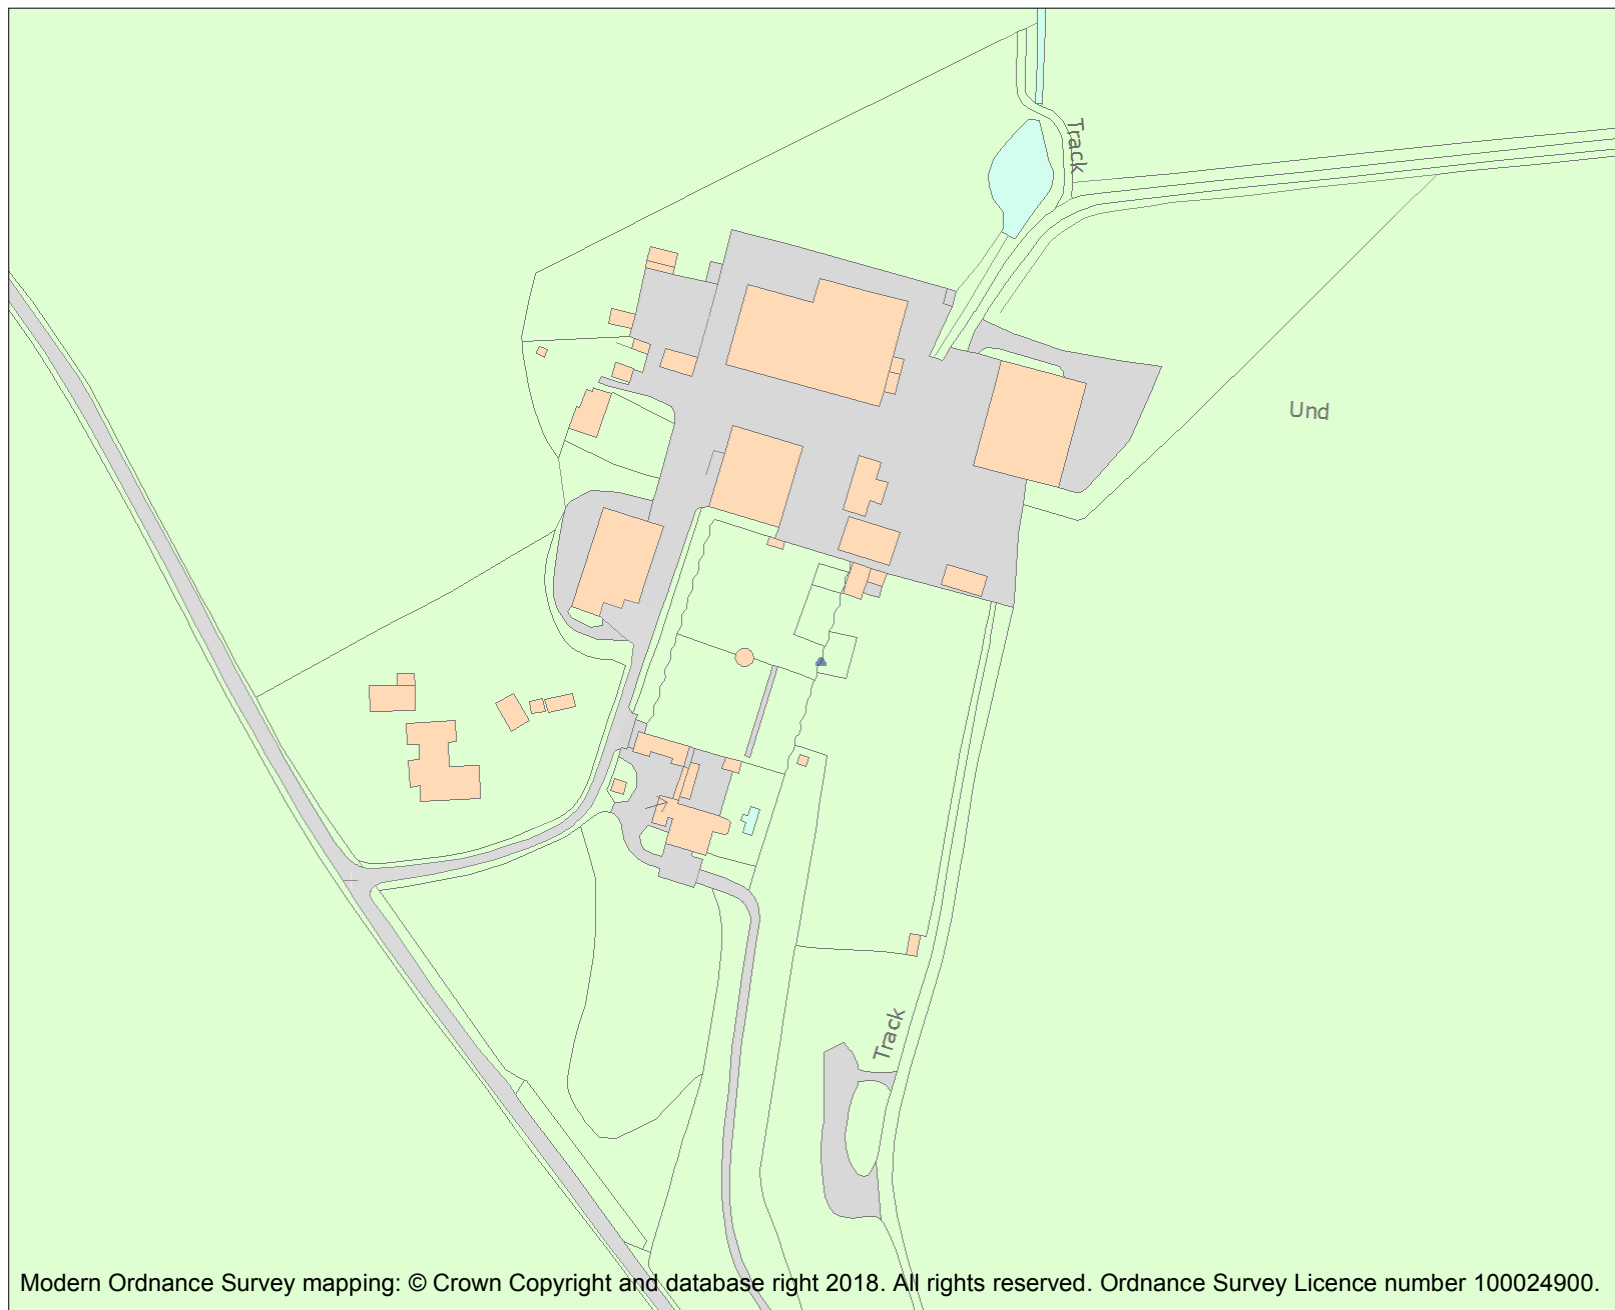 Track
Und
Track
Modern Ordnance Survey mapping: © Crown Copyright and database right 2018. All rights reserved. Ordnance Survey Licence number 100024900.